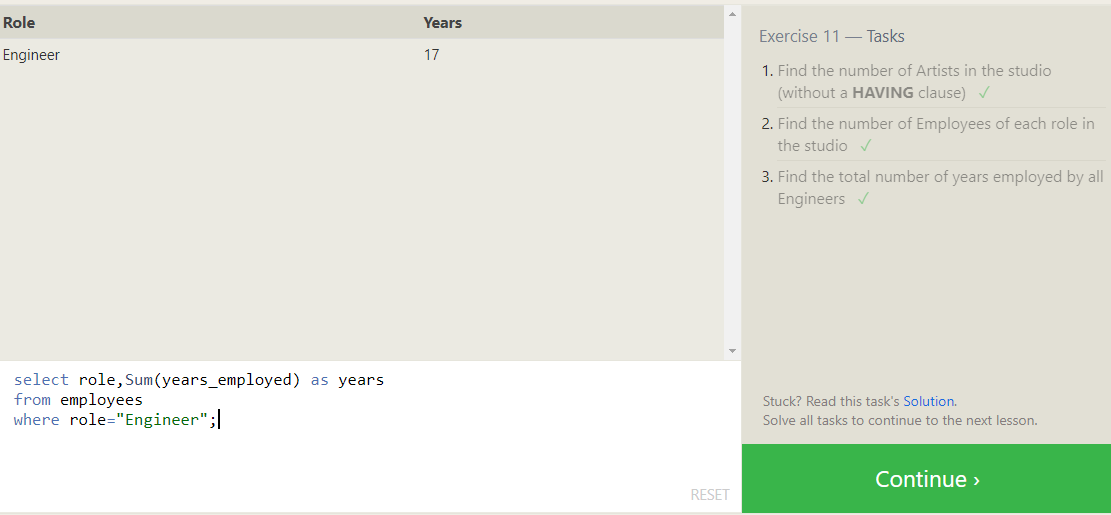 Role Years
Engineer 17
select role,Sum(years_employed) as years
from employees
where role="Engineer";
RESET
Exercise 11 — Tasks
1. Find the number of Artists in the studio
(without a HAVING clause) ✓
2. Find the number of Employees of each role in
the studio ✓
3. Find the total number of years employed by all
Engineers ✓
Stuck? Read this task's Solution.
Solve all tasks to continue to the next lesson.
Continue ›